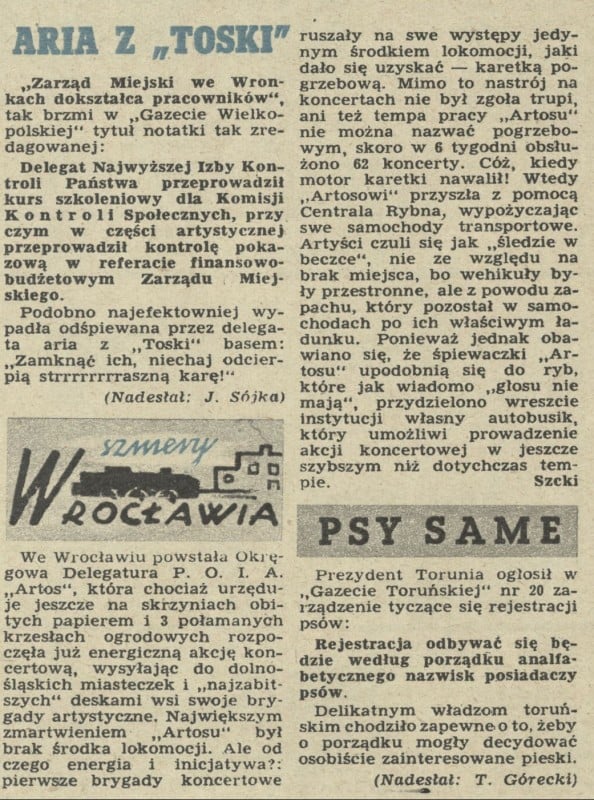 ARIA Z „TOSKI"
„Zarząd Miejski we Wron-
kach dokształca pracowników",
tak brzmi w „Gazecie Wielko-
polskiej" tytuł notatki tak zre-
dagowanej:
Delegat Najwyższej Izby Kon-
troli Państwa przeprowadził
kurs szkoleniowy dla Komisji
Kontroli Społecznych, przy
czym w części artystycznej
przeprowadził kontrolę poka-
zową w referacie finansowo-
budżetowym Zarządu Miej-
skiego.
Podobno najefektowniej wy-
padła odśpiewana przez delega-
ta aria z „Toski" basem:
„Zamknąć ich, niechaj odcier-
pią strrrrrrrraszną karę!"
(Nadesłał: J. Sójka)
szmery
WROCŁAWIA
We Wrocławiu powstała Okrę-
gowa Delegatura P. O. I. A.
„Artos", która chociaż urzędu-
je jeszcze na skrzyniach obi-
tych papierem i 3 połamanych
krzesłach ogrodowych rozpo-
częła już energiczną akcję kon-
certową, wysyłając do dolno-
śląskich miasteczek i „najzabit-
szych" deskami wsi swoje bry-
gady artystyczne. Największym
zmartwieniem „Artosu" był
brak środka lokomocji. Ale od
czego energia i inicjatywa?:
pierwsze brygady koncertowe
ruszały na swe występy jedy-
nym środkiem lokomocji, jaki
dało się uzyskać — karetką po-
grzebową. Mimo to nastrój na
koncertach nie był zgoła trupi,
ani też tempa pracy „Artosu"
nie można nazwać pogrzebo-
wym, skoro w 6 tygodni obsłu-
żono 62 koncerty. Cóż, kiedy
motor karetki nawalił! Wtedy
„Artosowi" przyszła z pomocą
Centrala Rybna, wypożyczając
swe samochody transportowe.
Artyści czuli się jak „śledzie w
beczce", nie ze względu na
brak miejsca, bo wehikuły by-
ły przestronne, ale z powodu za-
pachu, który pozostał w samo-
chodach po ich właściwym ła-
dunku. Ponieważ jednak oba-
wiano się, że śpiewaczki „Ar-
tosu" upodobnią się do ryb,
które jak wiadomo „głosu nie
mają", przydzielono wreszcie
instytucji własny autobusik,
który umożliwi prowadzenie
akcji koncertowej w jeszcze
szybszym niż dotychczas tem-
pie. Szcki
PSY SAME
Prezydent Torunia ogłosił w
„Gazecie Toruńskiej" nr 20 za-
rządzenie tyczące się rejestracji
psów:
Rejestracja odbywać się bę-
dzie według porządku analfa-
betycznego nazwisk posiadaczy
psów.
Delikatnym władzom toruń-
skim chodziło zapewne o to, żeby
o porządku mogły decydować
osobiście zainteresowane pieski.
(Nadesłał: T. Górecki)